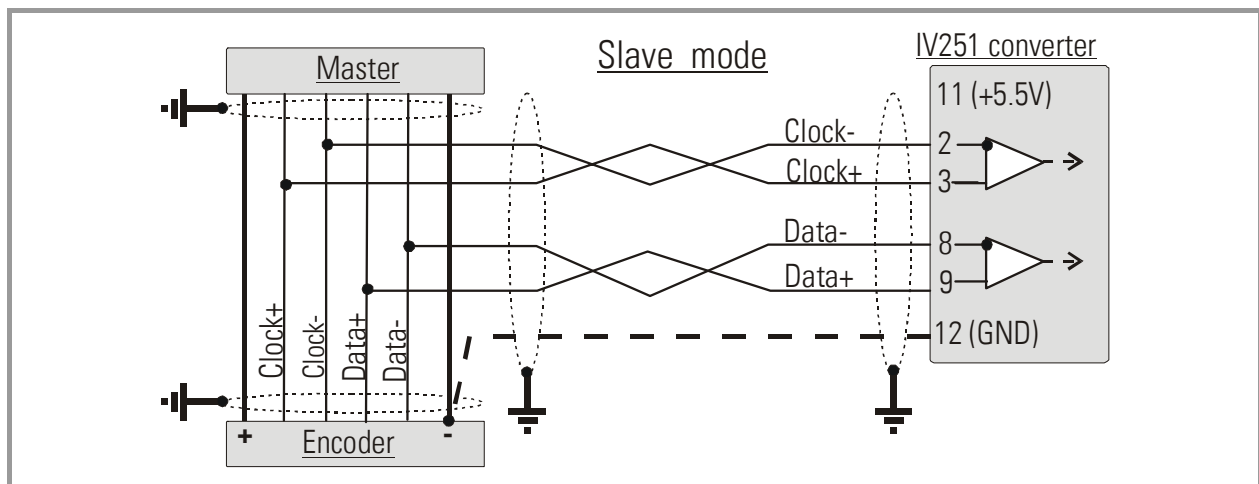 Slave mode
Master
Clock+
Clock-
Data+
Data-
+
-
Encoder
IV251 converter
11 (+5.5V)
Clock-
2
Clock+
3
Data-
8
Data+
9
12 (GND)